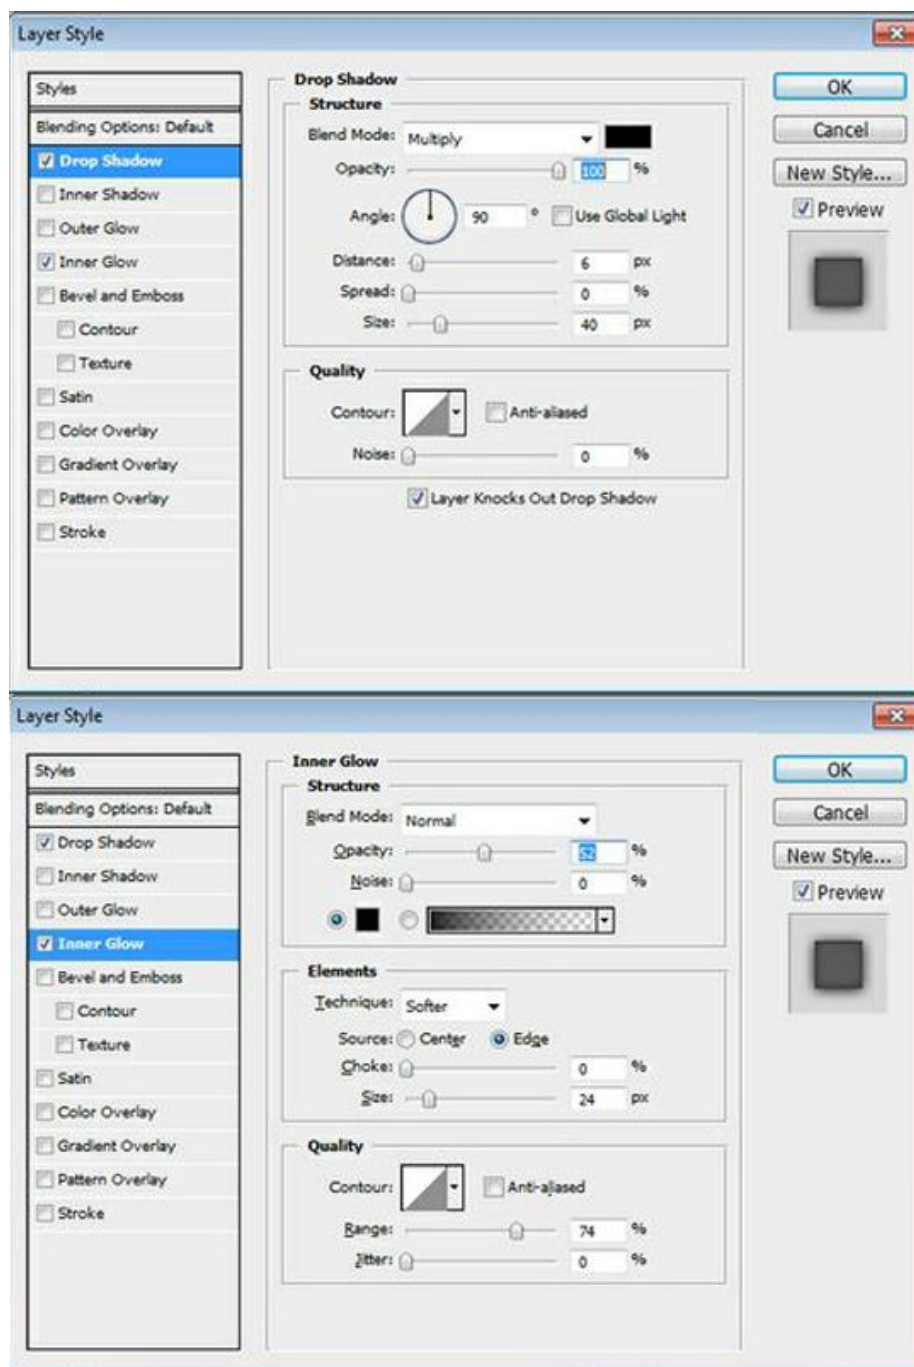 Layer Style
Styles
Blending Options: Default
Drop Shadow
Inner Shadow
Outer Glow
Inner Glow
Bevel and Emboss
Contour
Texture
Satin
Color Overlay
Gradient Overlay
Pattern Overlay
Stroke
Drop Shadow
Structure
Blend Mode: Multiply
Opacity: 100 %
Angle: 90 ° Use Global Light
Distance: 6 px
Spread: 0 %
Size: 40 px
Quality
Contour: Anti-aliased
Noise: 0 %
Layer Knocks Out Drop Shadow
OK
Cancel
New Style...
Preview
Layer Style
Styles
Blending Options: Default
Drop Shadow
Inner Shadow
Outer Glow
Inner Glow
Bevel and Emboss
Contour
Texture
Satin
Color Overlay
Gradient Overlay
Pattern Overlay
Stroke
Inner Glow
Structure
Blend Mode: Normal
Opacity: 52 %
Noise: 0 %
Elements
Technique: Softer
Source: Center Edge
Choke: 0 %
Size: 24 px
Quality
Contour: Anti-aliased
Range: 74 %
Jitter: 0 %
OK
Cancel
New Style...
Preview